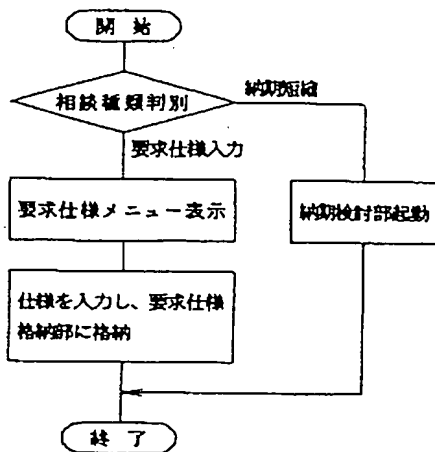 開始
相談種類判別
納期短縮
要求仕様入力
要求仕様メニュー表示
納期検討部起動
仕様を入力し、要求仕様
格納部に格納
終了